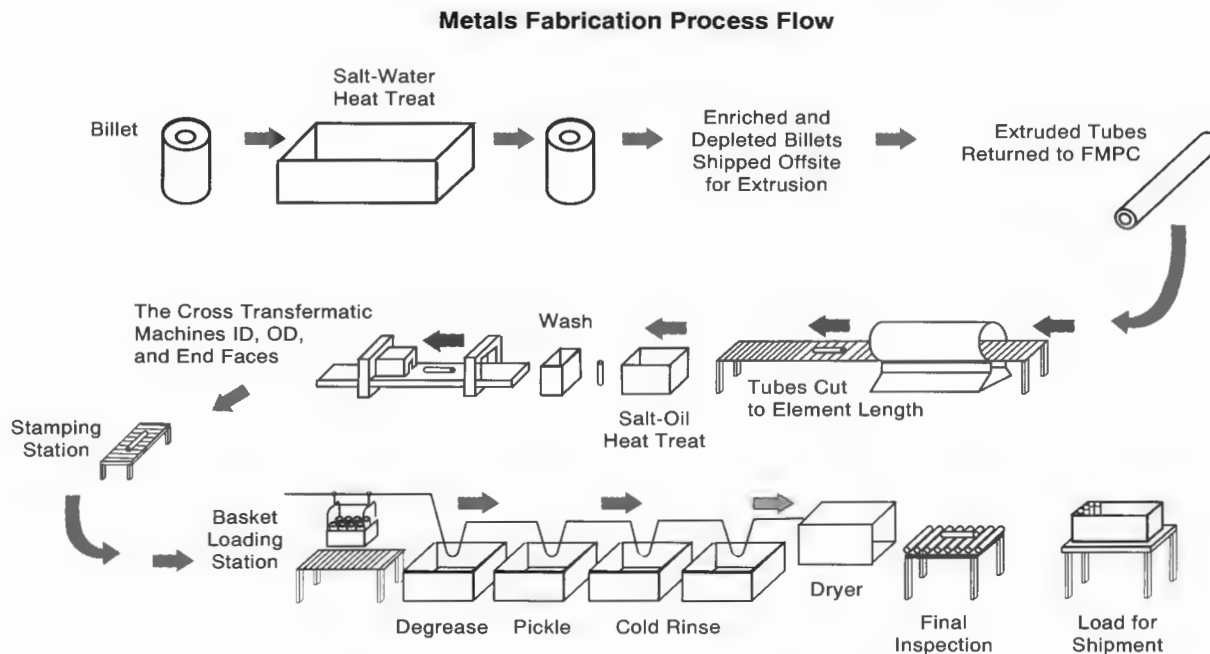 Metals Fabrication Process Flow
Salt-Water
Heat Treat
Billet
Enriched and
Depleted Billets
Shipped Offsite
for Extrusion
Extruded Tubes
Returned to FMPC
The Cross Transfermatic
Machines ID, OD,
and End Faces
Wash
Salt-Oil
Heat Treat
Tubes Cut
to Element Length
Stamping
Station
Basket
Loading
Station
Degrease
Pickle
Cold Rinse
Dryer
Final
Inspection
Load for
Shipment